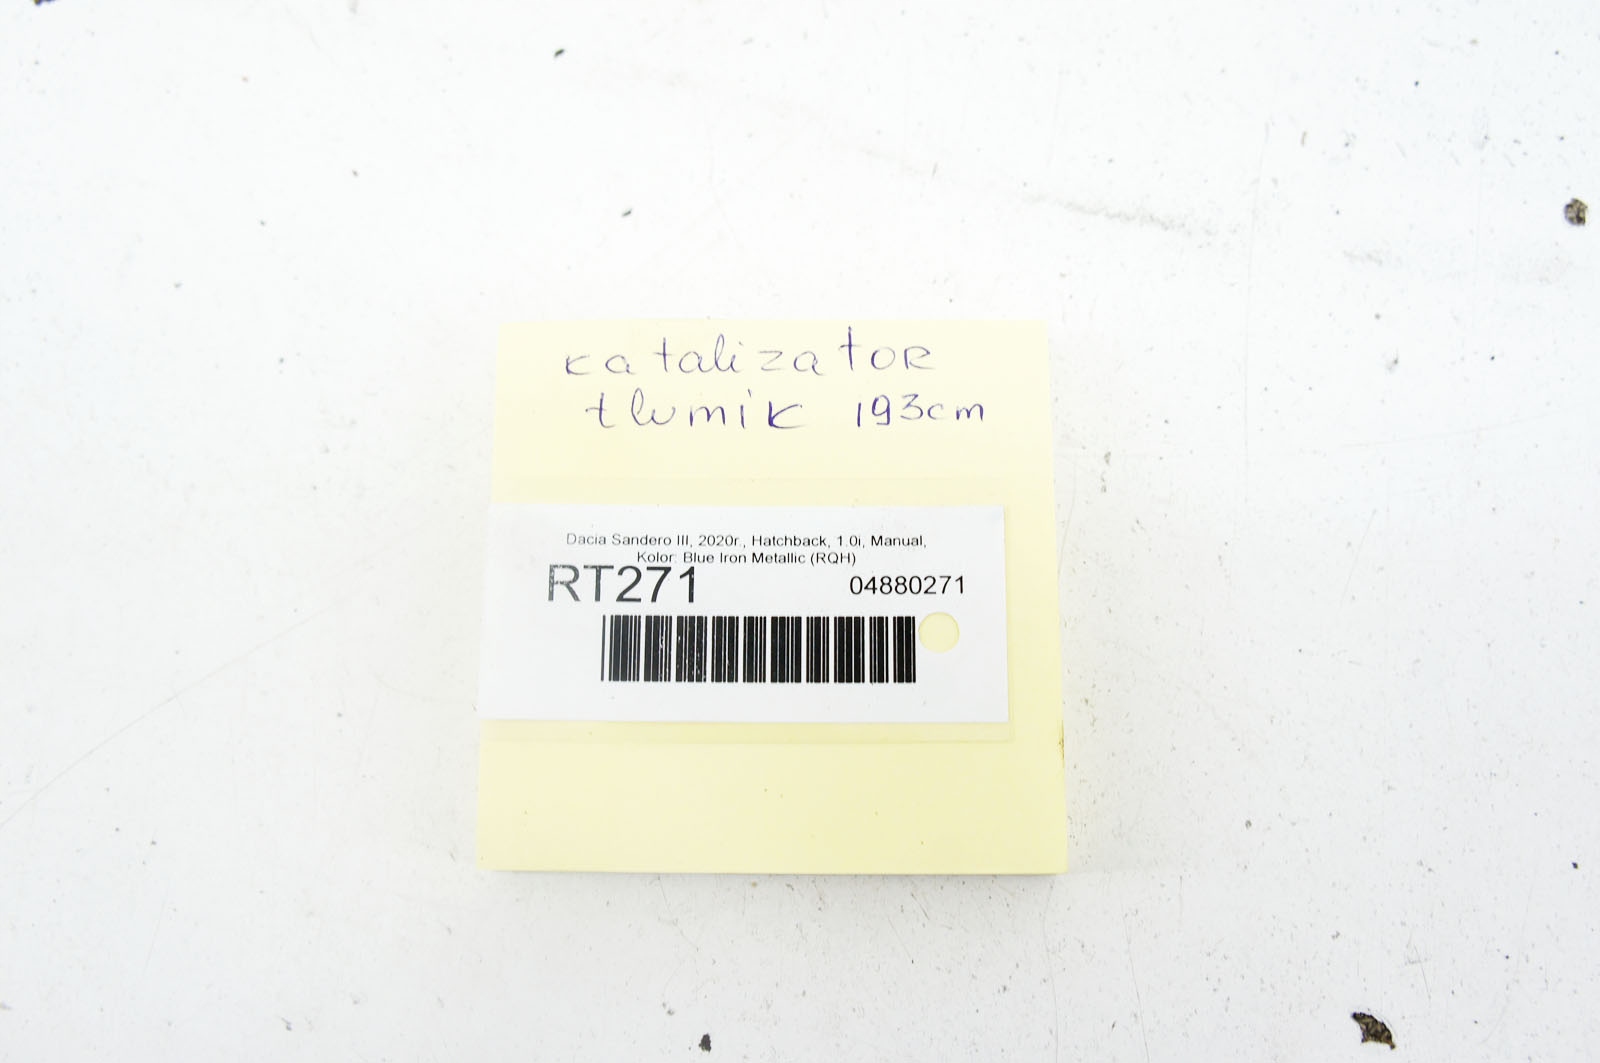 katalizator
tlumik 193cm
Dacia Sandero III, 2020r., Hatchback, 1.0i, Manual,
Kolor: Blue Iron Metallic (RQH)
RT271 04880271